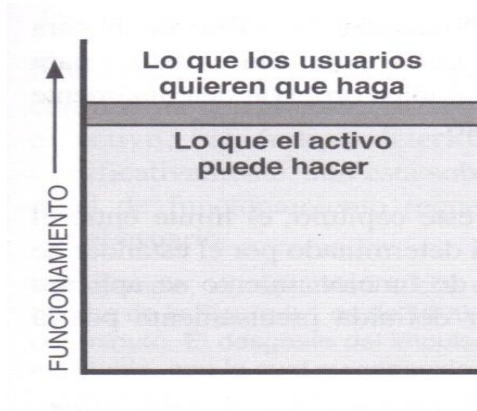 Lo que los usuarios
quieren que haga
Lo que el activo
puede hacer
FUNCIONAMIENTO